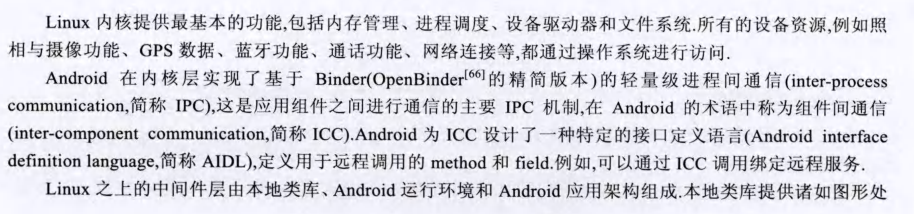 Linux 内核提供最基本的功能,包括内存管理、进程调度、设备驱动器和文件系统.所有的设备资源,例如照
相与摄像功能、GPS 数据、蓝牙功能、通话功能、网络连接等,都通过操作系统进行访问.
Android 在内核层实现了基于 Binder(OpenBinder[66]的精简版本)的轻量级进程间通信(inter-process
communication,简称 IPC),这是应用组件之间进行通信的主要 IPC 机制,在 Android 的术语中称为组件间通信
(inter-component communication,简称 ICC).Android 为 ICC 设计了一种特定的接口定义语言(Android interface
definition language,简称 AIDL),定义用于远程调用的 method 和 field.例如,可以通过 ICC 调用绑定远程服务.
Linux 之上的中间件层由本地类库、Android 运行环境和 Android 应用架构组成.本地类库提供诸如图形处